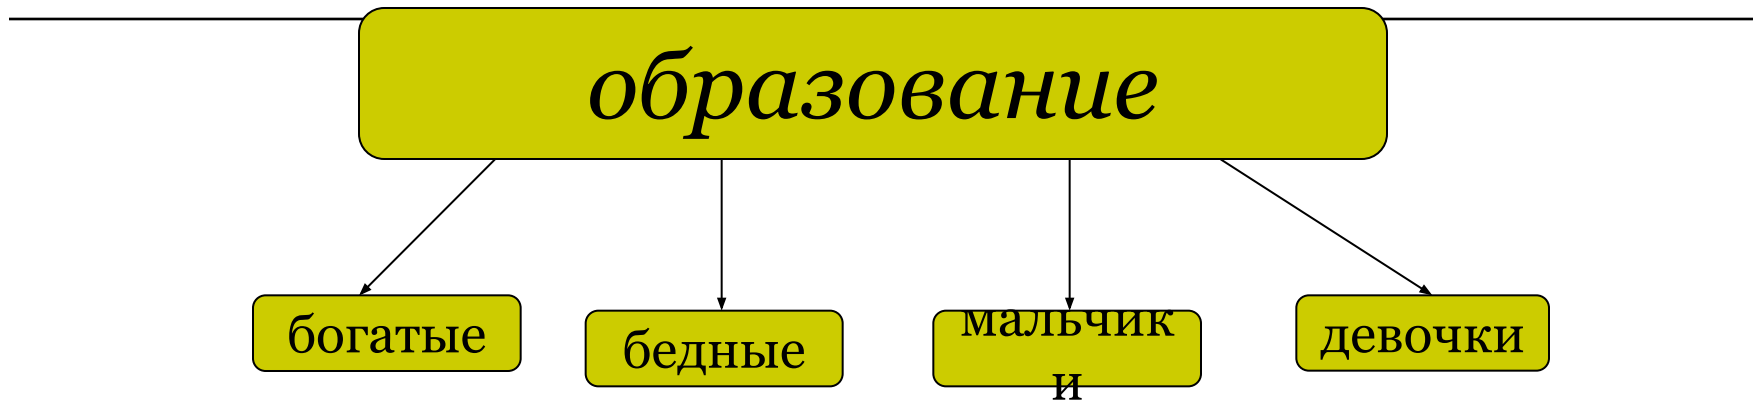 образование
богатые
бедные
мальчик
и
девочки